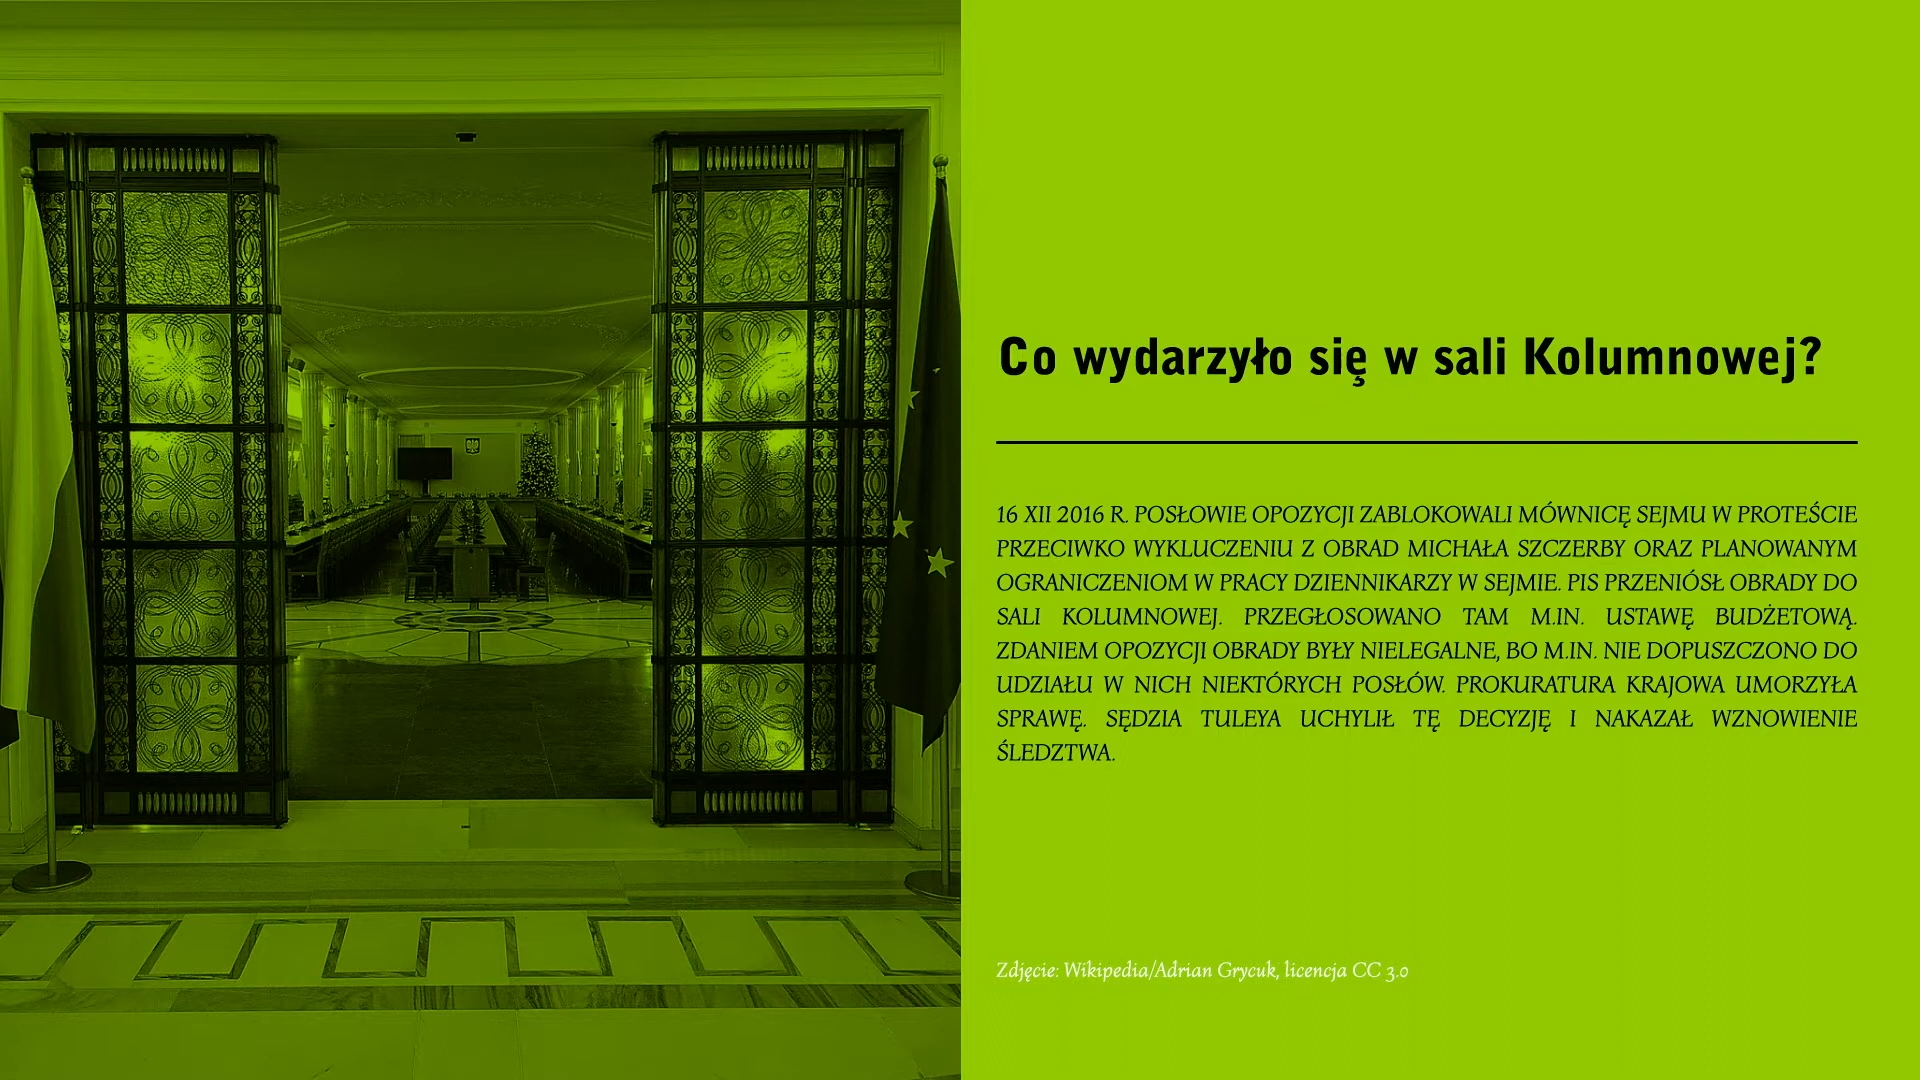 Co wydarzyło się w sali Kolumnowej?
16 XII 2016 R. POSŁOWIE OPOZYCJI ZABLOKOWALI MÓWNICĘ SEJMU W PROTEŚCIE
PRZECIWKO WYKLUCZENIU Z OBRAD MICHAŁA SZCZERBY ORAZ PLANOWANYM
OGRANICZENIOM W PRACY DZIENNIKARZY W SEJMIE. PIS PRZENIÓSŁ OBRADY DO
SALI KOLUMNOWEJ. PRZEGŁOSOWANO TAM M.IN. USTAWĘ BUDŻETOWĄ.
ZDANIEM OPOZYCJI OBRADY BYŁY NIELEGALNE, BO M.IN. NIE DOPUSZCZONO DO
UDZIAŁU W NICH NIEKTÓRYCH POSŁÓW. PROKURATURA KRAJOWA UMORZYŁA
SPRAWĘ. SĘDZIA TULEYA UCHYLIŁ TĘ DECYZJĘ I NAKAZAŁ WZNOWIENIE
ŚLEDZTWA.
Zdjęcie: Wikipedia/Adrian Grycuk, licencja CC 3.0